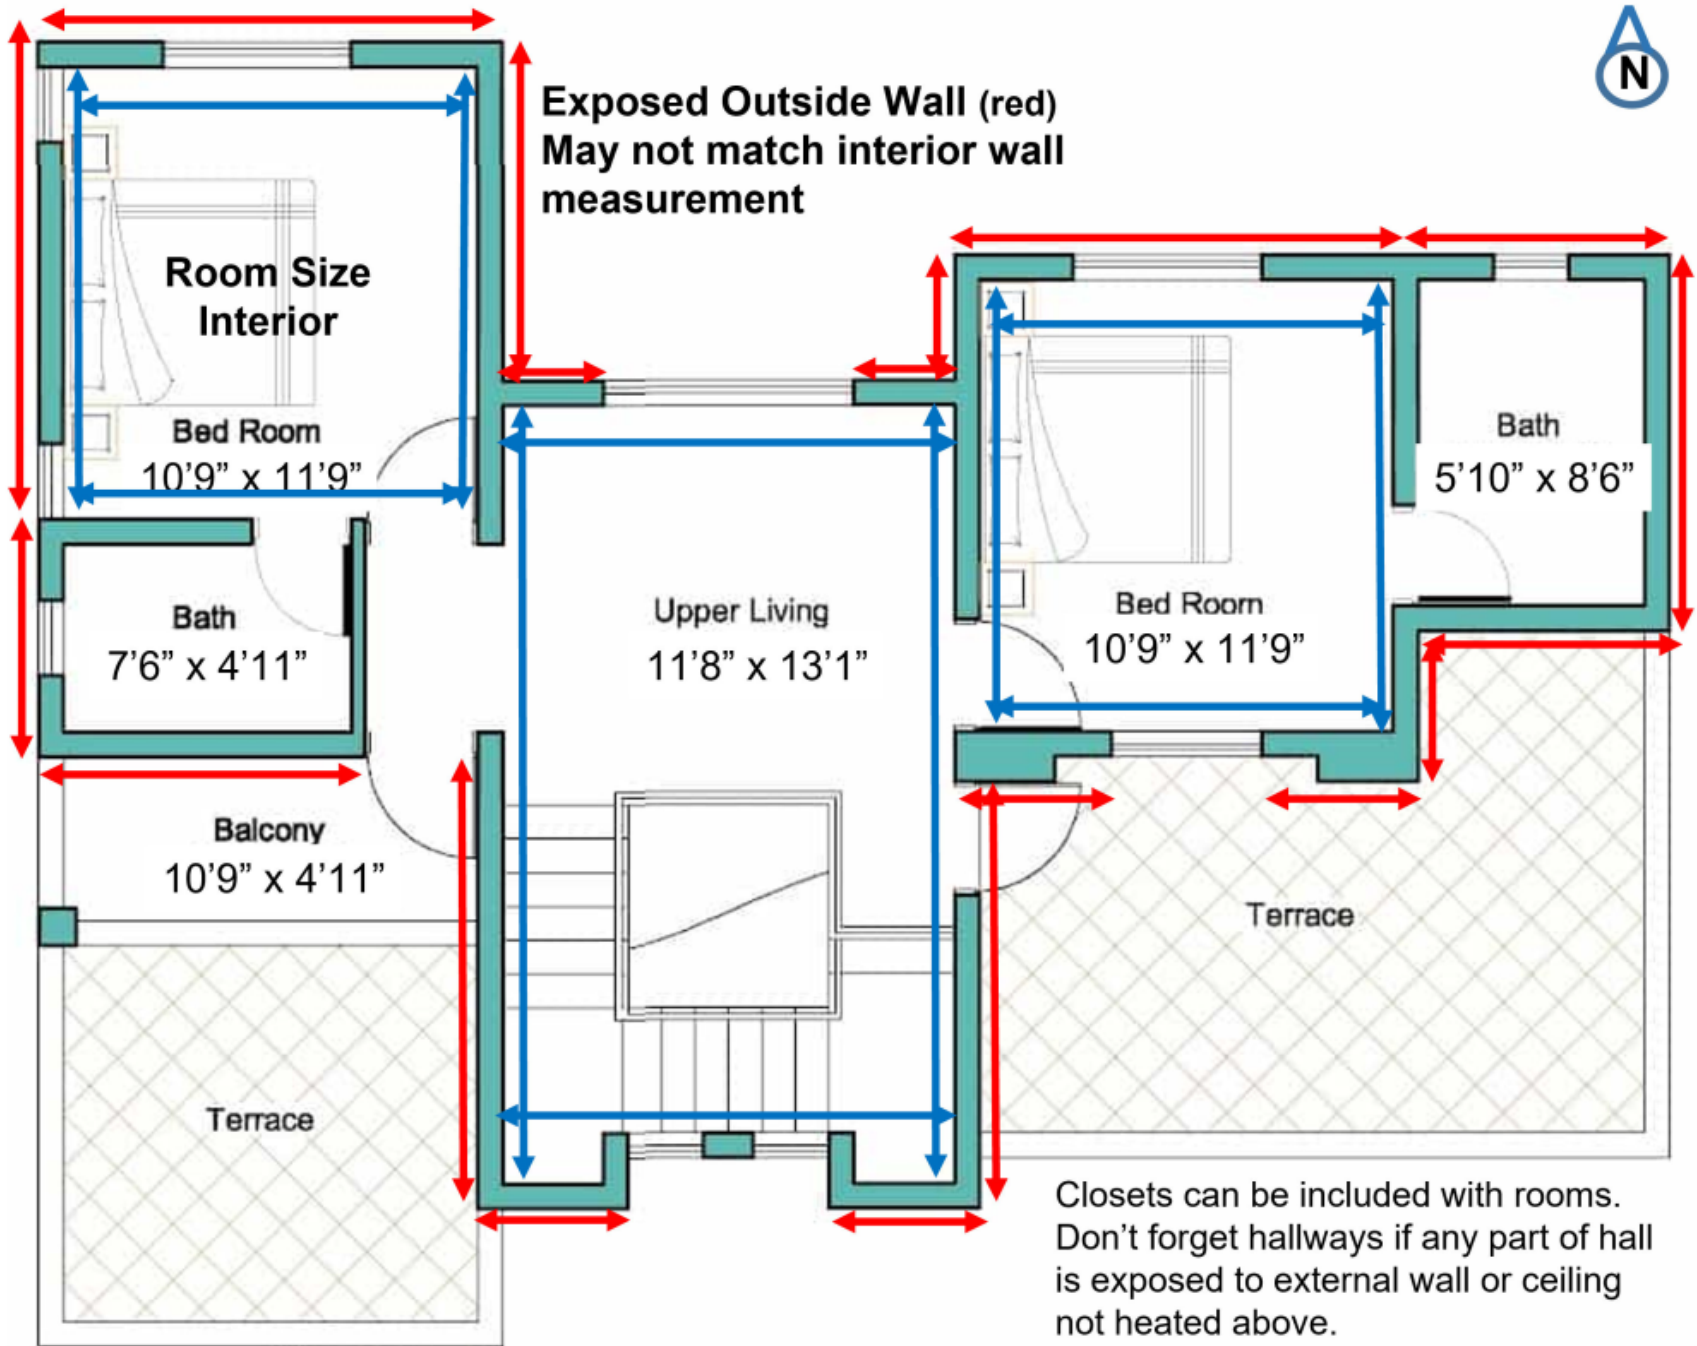 N
Exposed Outside Wall (red)
May not match interior wall
measurement
Room Size
Interior
Bed Room
10'9" x 11'9"
Bath
5'10" x 8'6"
Bath
7'6" x 4'11"
Upper Living
11'8" x 13'1"
Bed Room
10'9" x 11'9"
Balcony
10'9" x 4'11"
Terrace
Terrace
Closets can be included with rooms.
Don't forget hallways if any part of hall
is exposed to external wall or ceiling
not heated above.